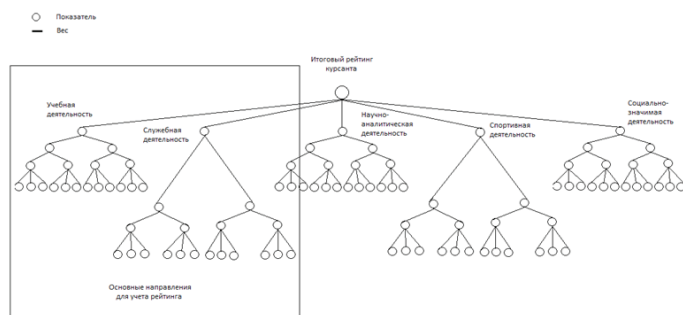 Показатель
Вес
Итоговый рейтинг
курсанта
Учебная
деятельность
Служебная
деятельность
Научно-
аналитическая
деятельность
Спортивная
деятельность
Социально-
значимая
деятельность
Основные направления
для учета рейтинга